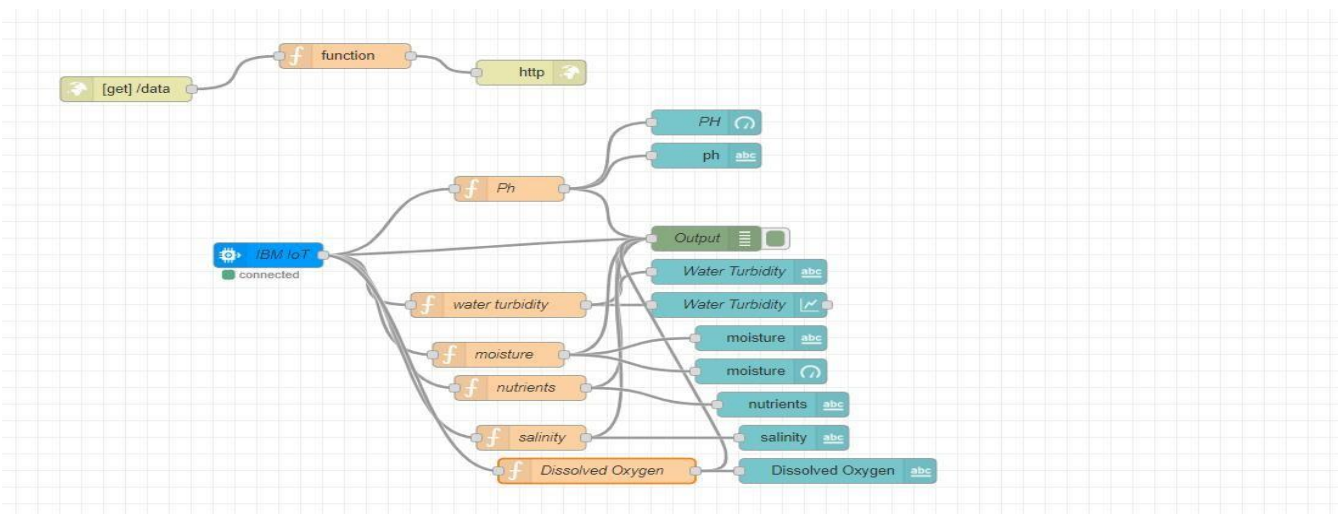 function
http
[get] /data
PH
ph abc
Ph
Output
IBM IoT
connected
Water Turbidity abc
water turbidity
Water Turbidity
moisture abc
moisture
moisture
nutrients
nutrients abc
salinity
salinity abc
Dissolved Oxygen
Dissolved Oxygen abc